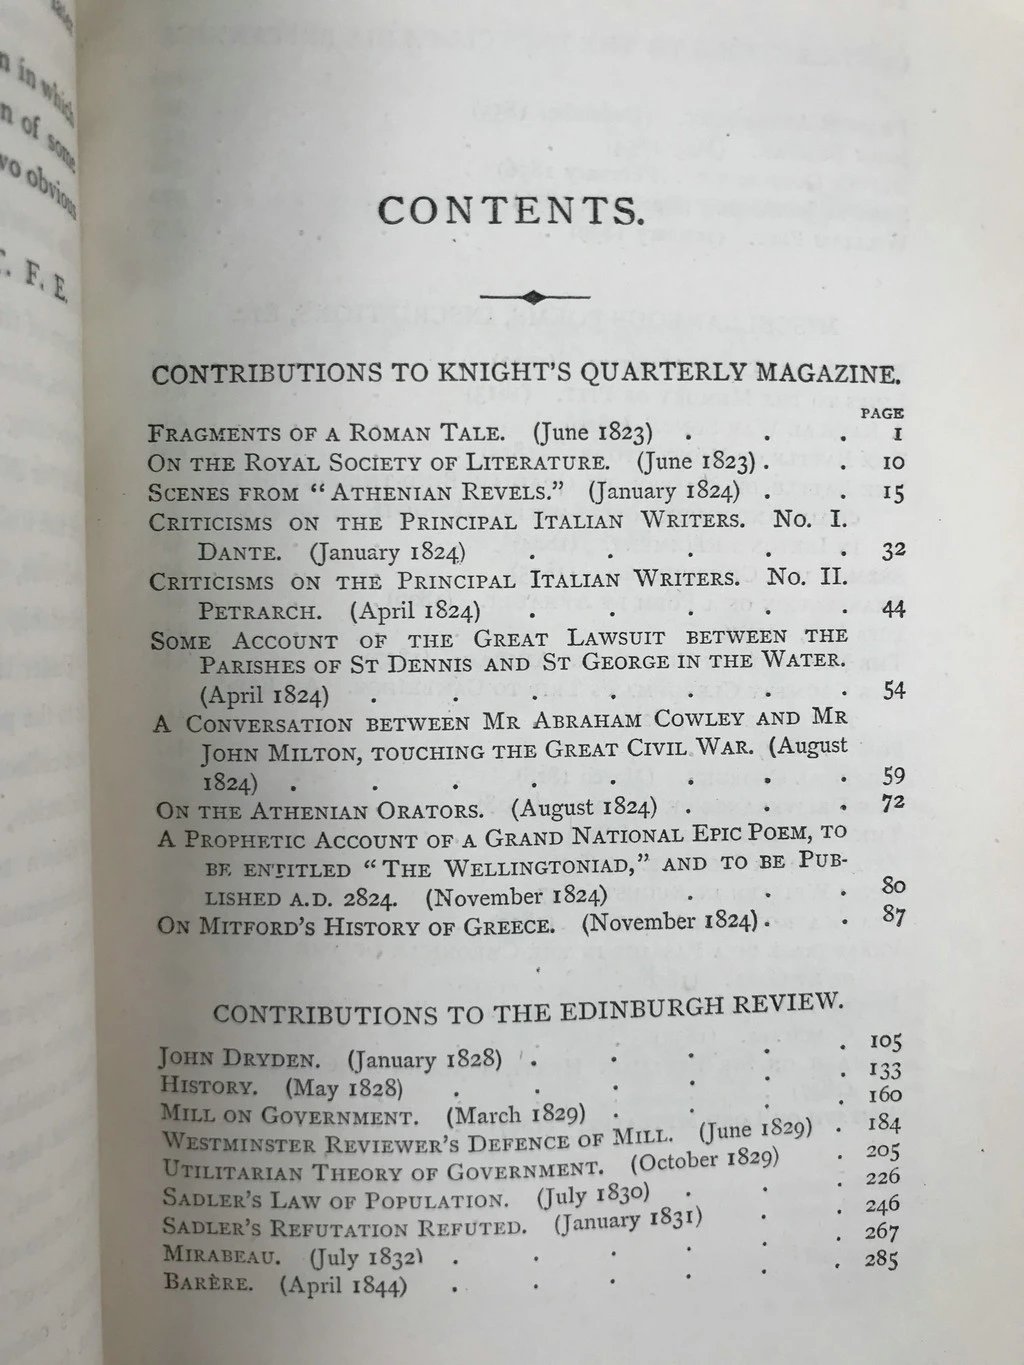 n in which
n of some
wo obvious
F. E.
CONTENTS.
CONTRIBUTIONS TO KNIGHT'S QUARTERLY MAGAZINE.
PAGE
FRAGMENTS OF A ROMAN TALE. (June 1823) . . . 1
ON THE ROYAL SOCIETY OF LITERATURE. (June 1823) . . 10
SCENES FROM "ATHENIAN REVELS." (January 1824) . . 15
CRITICISMS ON THE PRINCIPAL ITALIAN WRITERS. No. I.
DANTE. (January 1824) . . . . . 32
CRITICISMS ON THE PRINCIPAL ITALIAN WRITERS. No. II.
PETRARCH. (April 1824) . . . . . 44
SOME ACCOUNT OF THE GREAT LAWSUIT BETWEEN THE
PARISHES OF ST DENNIS AND ST GEORGE IN THE WATER.
(April 1824) . . . . . . . 54
A CONVERSATION BETWEEN MR ABRAHAM COWLEY AND MR
JOHN MILTON, TOUCHING THE GREAT CIVIL WAR. (August
1824) . . . . . . . . 59
ON THE ATHENIAN ORATORS. (August 1824) . . . 72
A PROPHETIC ACCOUNT OF A GRAND NATIONAL EPIC POEM, TO
BE ENTITLED "THE WELLINGTONIAD," AND TO BE PUB-
LISHED A.D. 2824. (November 1824) . . . 80
ON MITFORD'S HISTORY OF GREECE. (November 1824) . . 87
CONTRIBUTIONS TO THE EDINBURGH REVIEW.
JOHN DRYDEN. (January 1828) . . . . . 105
HISTORY. (May 1828) . . . . . . 133
MILL ON GOVERNMENT. (March 1829) . . . . 160
WESTMINSTER REVIEWER'S DEFENCE OF MILL. (June 1829) . 184
UTILITARIAN THEORY OF GOVERNMENT. (October 1829) . 205
SADLER'S LAW OF POPULATION. (July 1830) . . . 226
SADLER'S REFUTATION REFUTED. (January 1831) . . 246
MIRABEAU. (July 1832) . . . . . . 267
BARÈRE. (April 1844) . . . . . . 285